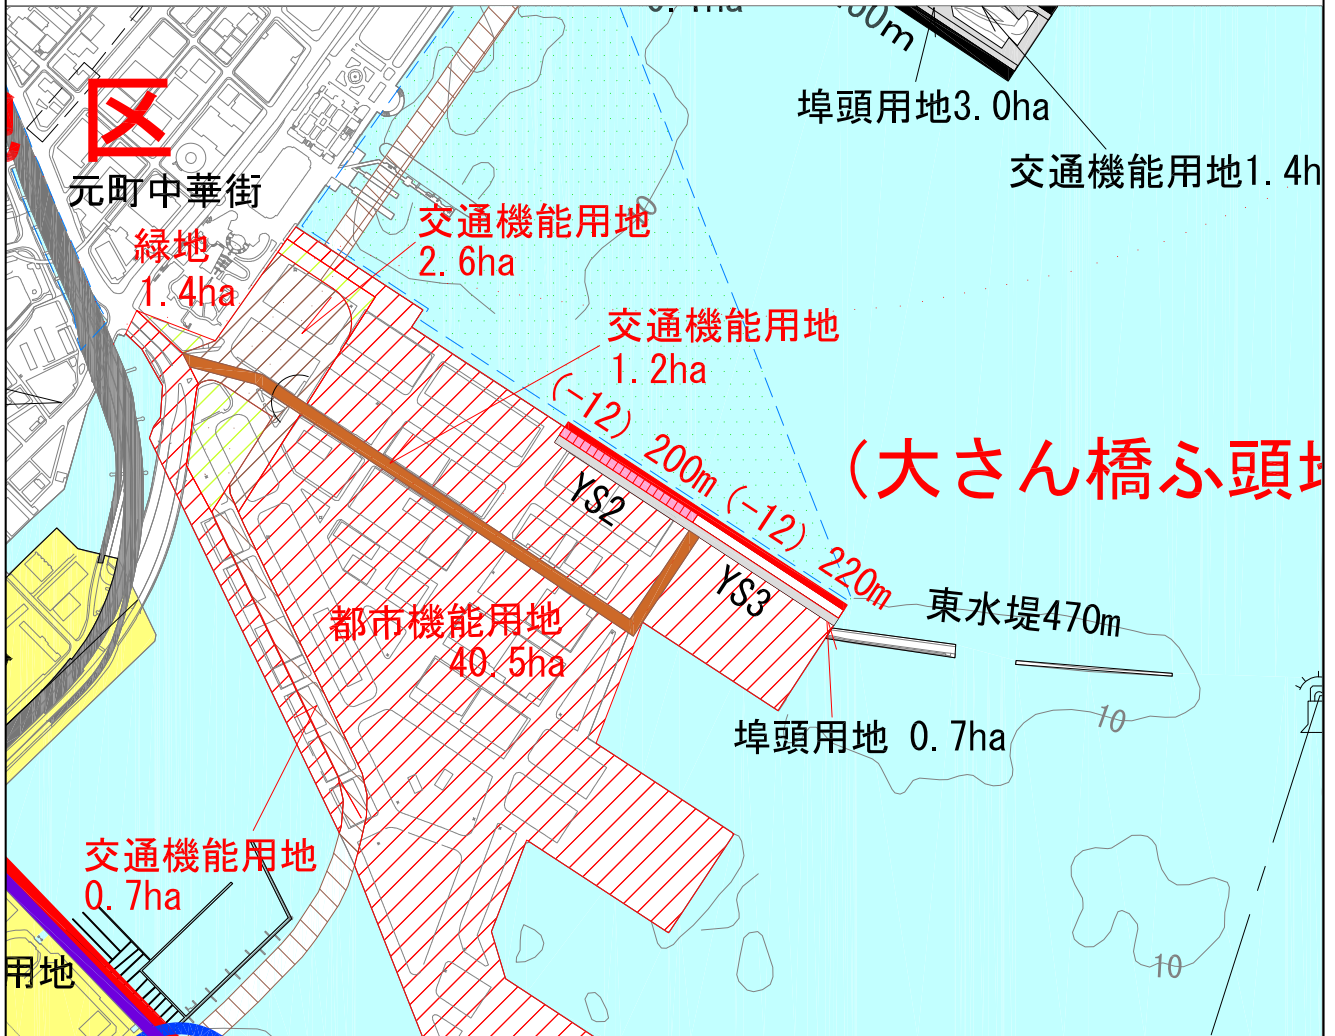 00m
埠頭用地3.0ha
区
交通機能用地1.4h
元町中華街
交通機能用地
2.6ha
緑地
1.4ha
0
交通機能用地
1.2ha
(-12) 200m
(-12) 220m
(大さん橋ふ頭地
YS2
YS3
東水堤470m
都市機能用地
40.5ha
10
埠頭用地 0.7ha
交通機能用地
0.7ha
用地
10